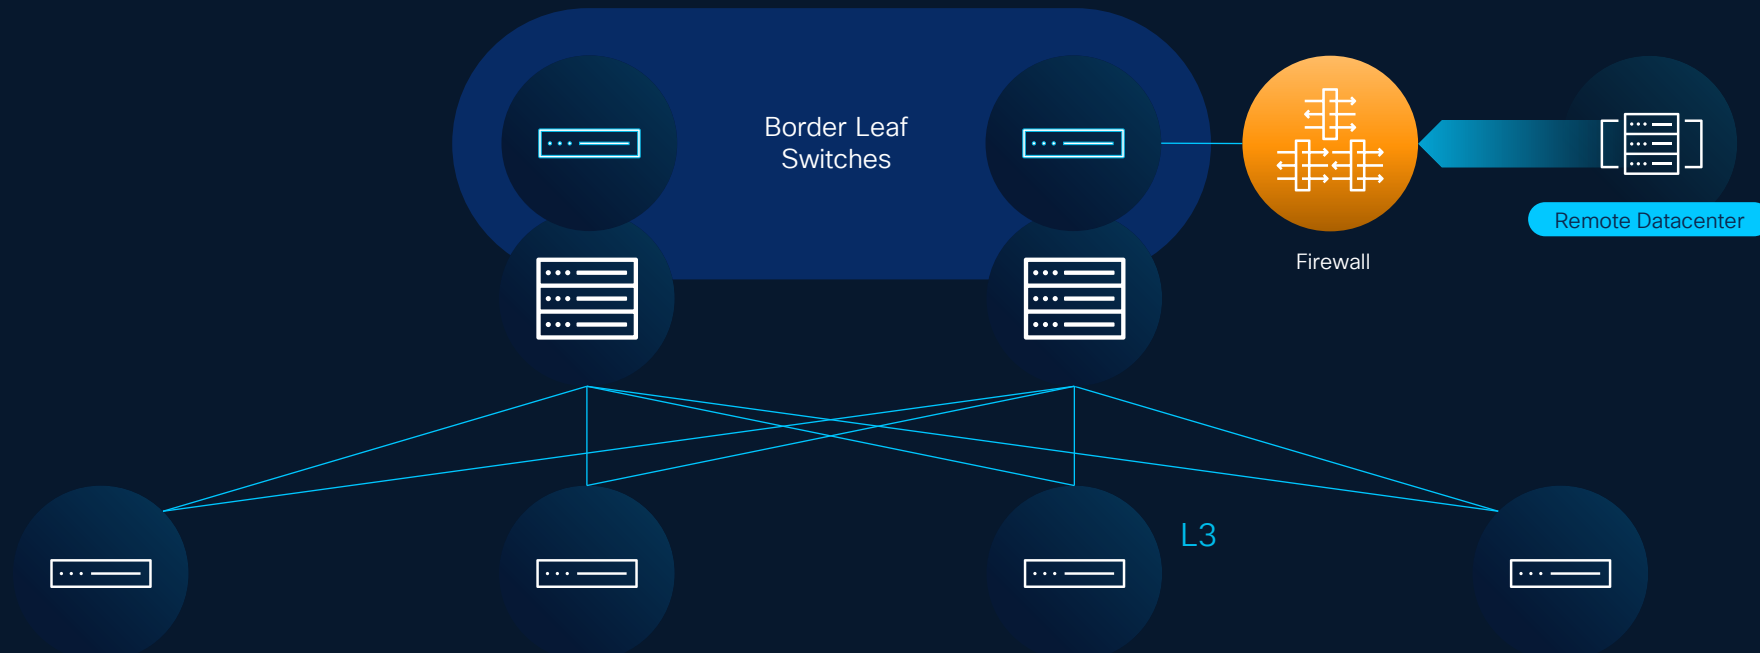 Border Leaf
Switches
Firewall
Remote Datacenter
L3